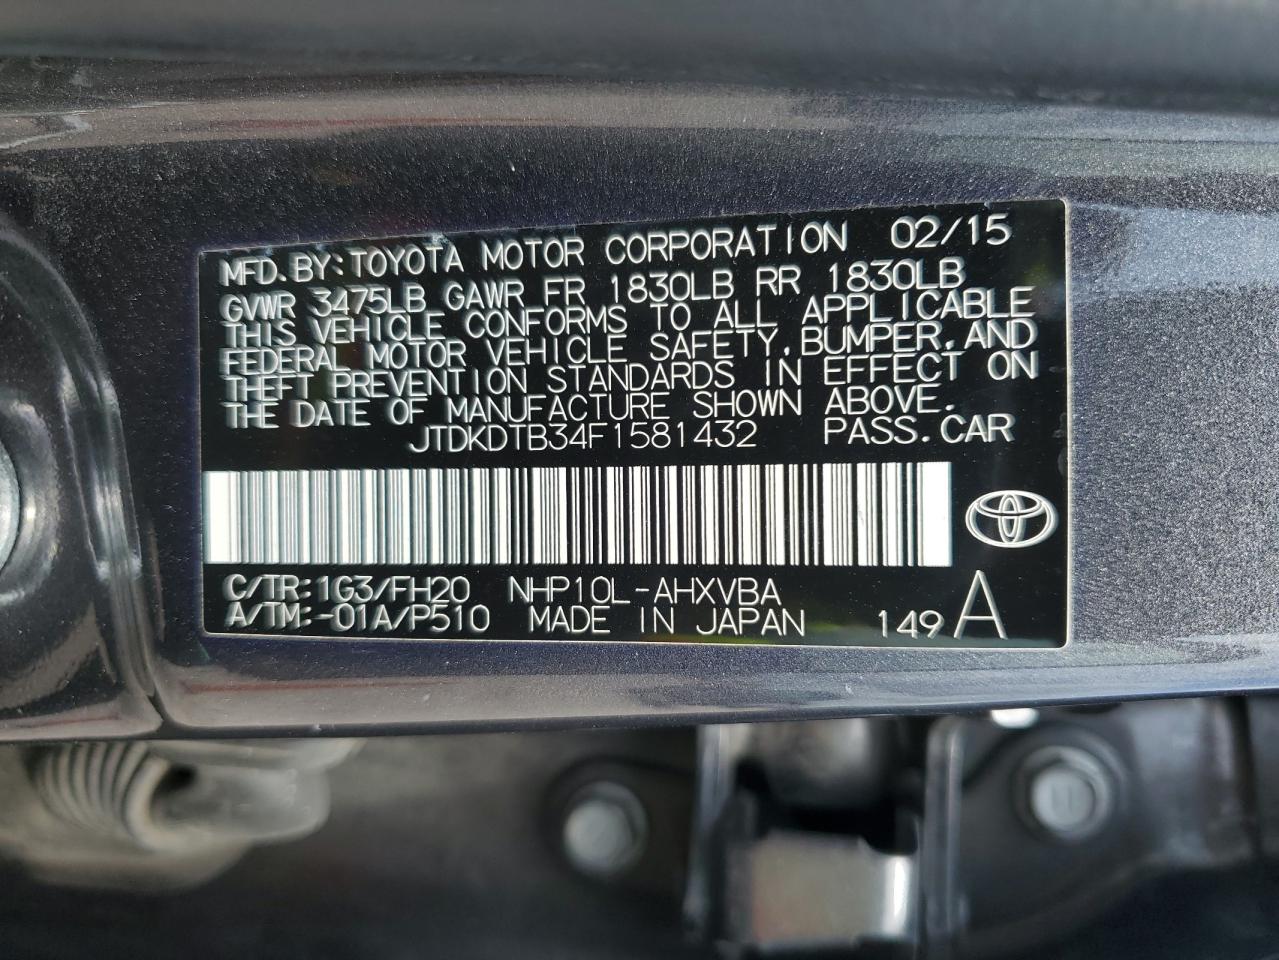 MFD.BY:TOYOTA MOTOR CORPORATION 02/15
GVWR 3475LB GAWR FR 1830LB RR 1830LB
THIS VEHICLE CONFORMS TO ALL APPLICABLE
FEDERAL MOTOR VEHICLE SAFETY,BUMPER,AND
THEFT PREVENTION STANDARDS IN EFFECT ON
THE DATE OF MANUFACTURE SHOWN ABOVE.
JTDKDTB34F1581432 PASS.CAR
C/TR:1G3/FH20 NHP10L-AHXVBA
A/TM:-01A/P510 MADE IN JAPAN 149 A